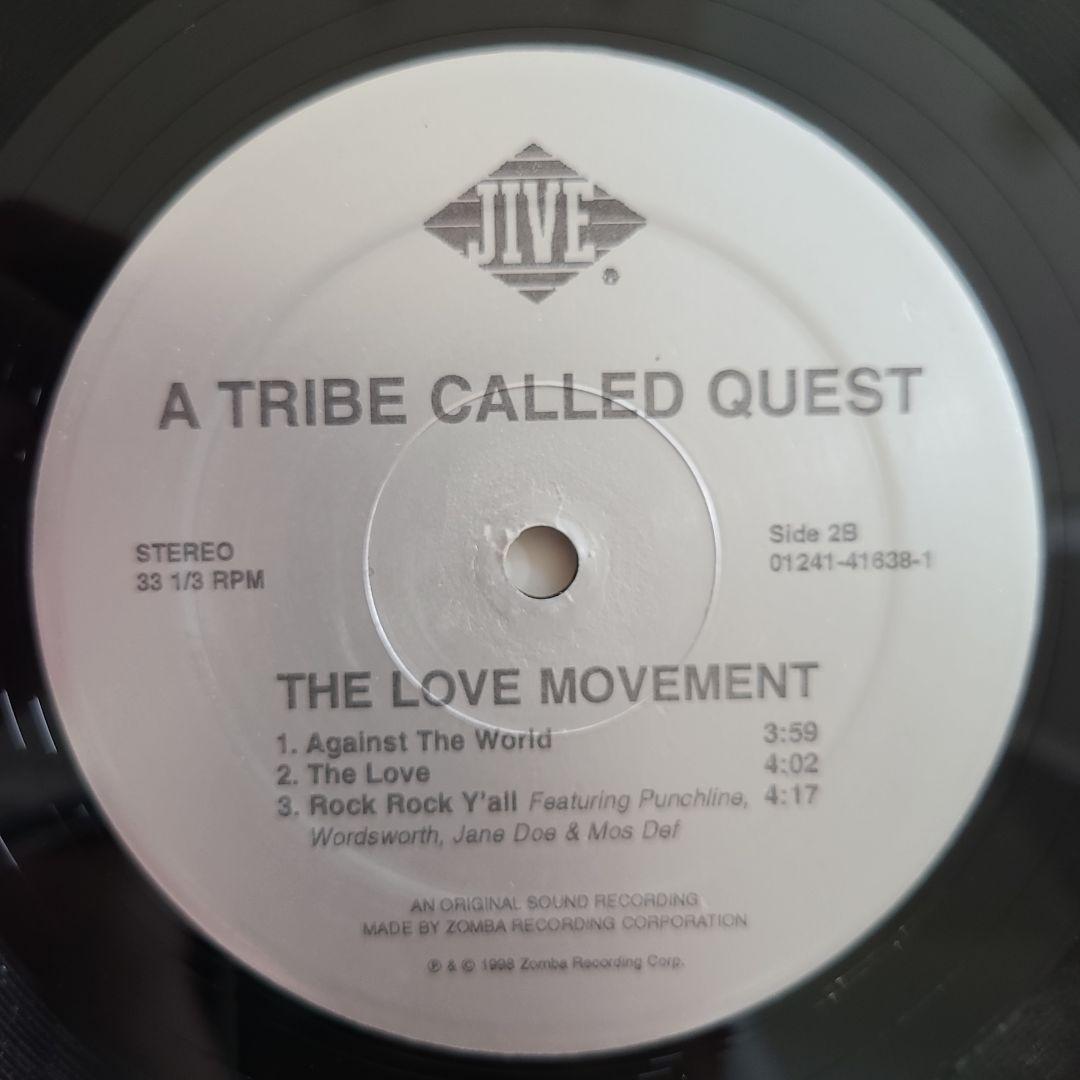 JIVE
®
A TRIBE CALLED QUEST
STEREO
33 1/3 RPM
Side 2B
01241-41638-1
THE LOVE MOVEMENT
1. Against The World 3:59
2. The Love 4:02
3. Rock Rock Y'all Featuring Punchline, 4:17
Wordsworth, Jane Doe & Mos Def
AN ORIGINAL SOUND RECORDING
MADE BY ZOMBA RECORDING CORPORATION
℗ & © 1998 Zomba Recording Corp.